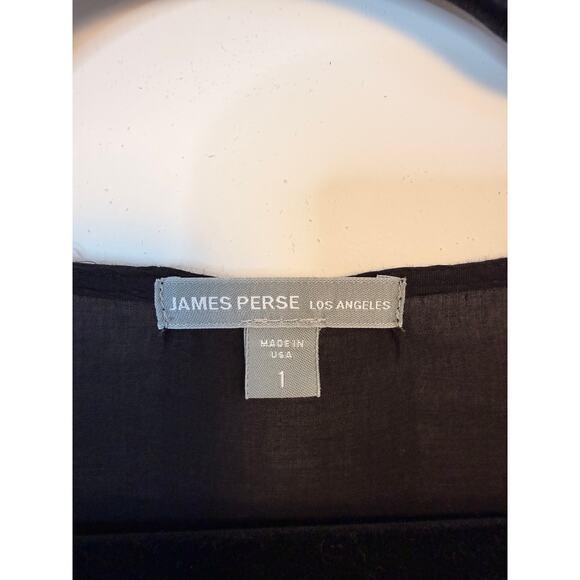 JAMES PERSE LOS ANGELES
MADE IN
USA
1